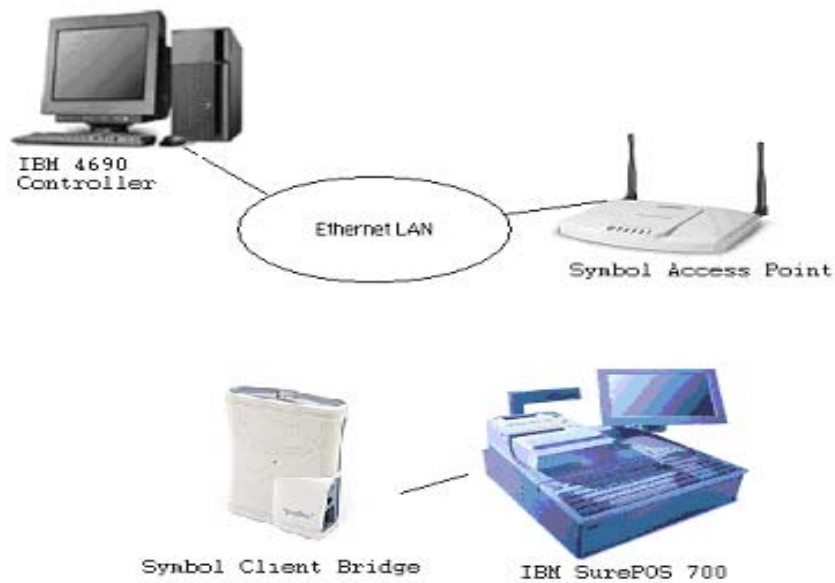 IBM 4690
Controller
Ethernet LAN
Symbol Access Point
Symbol Client Bridge
IBM SurePOS 700